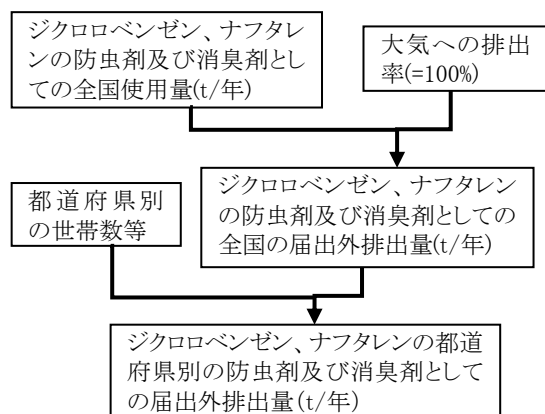 ジクロロベンゼン、ナフタレ
ンの防虫剤及び消臭剤とし
ての全国使用量(t/年)
大気への排出
率(=100%)
ジクロロベンゼン、ナフタレン
の防虫剤及び消臭剤としての
全国の届出外排出量(t/年)
都道府県別
の世帯数等
ジクロロベンゼン、ナフタレンの都道
府県別の防虫剤及び消臭剤として
の届出外排出量(t/年)